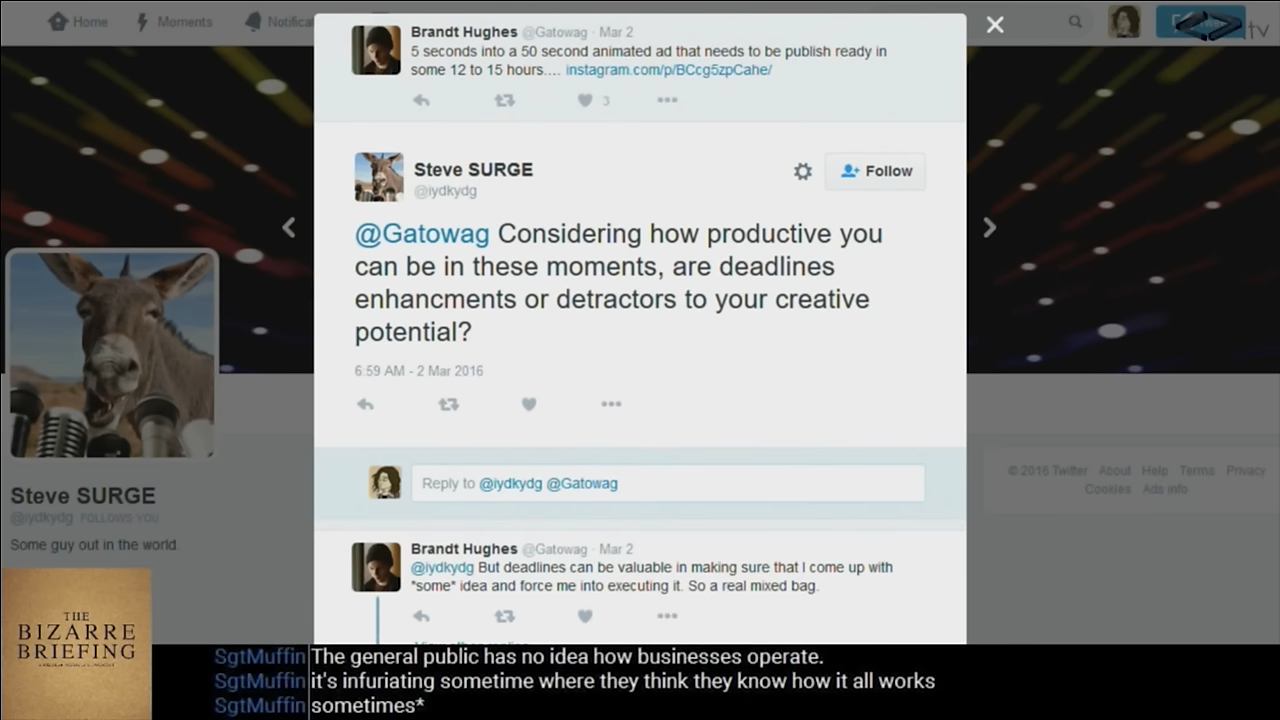 Home
Moments
Notifica
tv
Brandt Hughes @Gatowag · Mar 2
5 seconds into a 50 second animated ad that needs to be publish ready in
some 12 to 15 hours.... instagram.com/p/BCcg5zpCahe/
3
Steve SURGE
@iydkydg
Follow
@Gatowag Considering how productive you
can be in these moments, are deadlines
enhancments or detractors to your creative
potential?
6:59 AM - 2 Mar 2016
Reply to @iydkydg @Gatowag
Steve SURGE
@iydkydg FOLLOWS YOU
Some guy out in the world.
© 2016 Twitter About Help Terms Privacy
Cookies Ads info
Brandt Hughes @Gatowag · Mar 2
@iydkydg But deadlines can be valuable in making sure that I come up with
*some* idea and force me into executing it. So a real mixed bag.
THE
BIZARRE
BRIEFING
SgtMuffin The general public has no idea how businesses operate.
SgtMuffin it's infuriating sometime where they think they know how it all works
SgtMuffin sometimes*